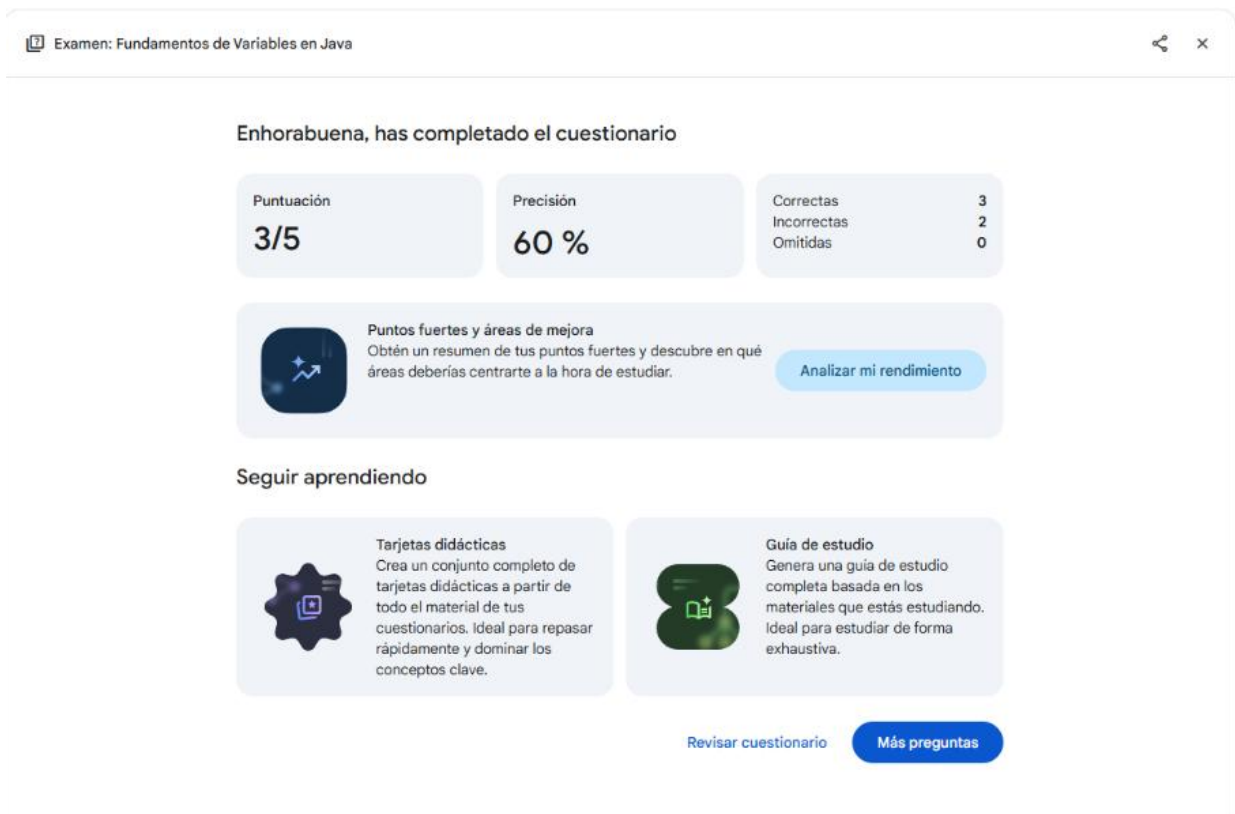 Examen: Fundamentos de Variables en Java
Enhorabuena, has completado el cuestionario
Puntuación
3/5
Precisión
60 %
Correctas 3
Incorrectas 2
Omitidas 0
Puntos fuertes y áreas de mejora
Obtén un resumen de tus puntos fuertes y descubre en qué
áreas deberías centrarte a la hora de estudiar.
Analizar mi rendimiento
Seguir aprendiendo
Tarjetas didácticas
Crea un conjunto completo de
tarjetas didácticas a partir de
todo el material de tus
cuestionarios. Ideal para repasar
rápidamente y dominar los
conceptos clave.
Guía de estudio
Genera una guía de estudio
completa basada en los
materiales que estás estudiando.
Ideal para estudiar de forma
exhaustiva.
Revisar cuestionario
Más preguntas